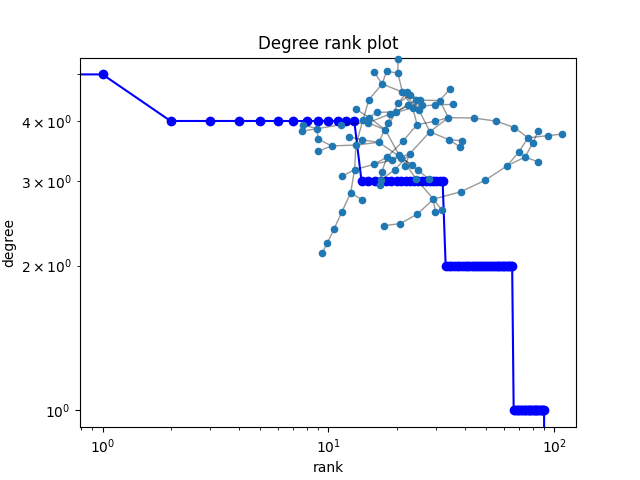 Degree rank plot
degree
4 × 10⁰
3 × 10⁰
2 × 10⁰
10⁰
10⁰
10¹
10²
rank